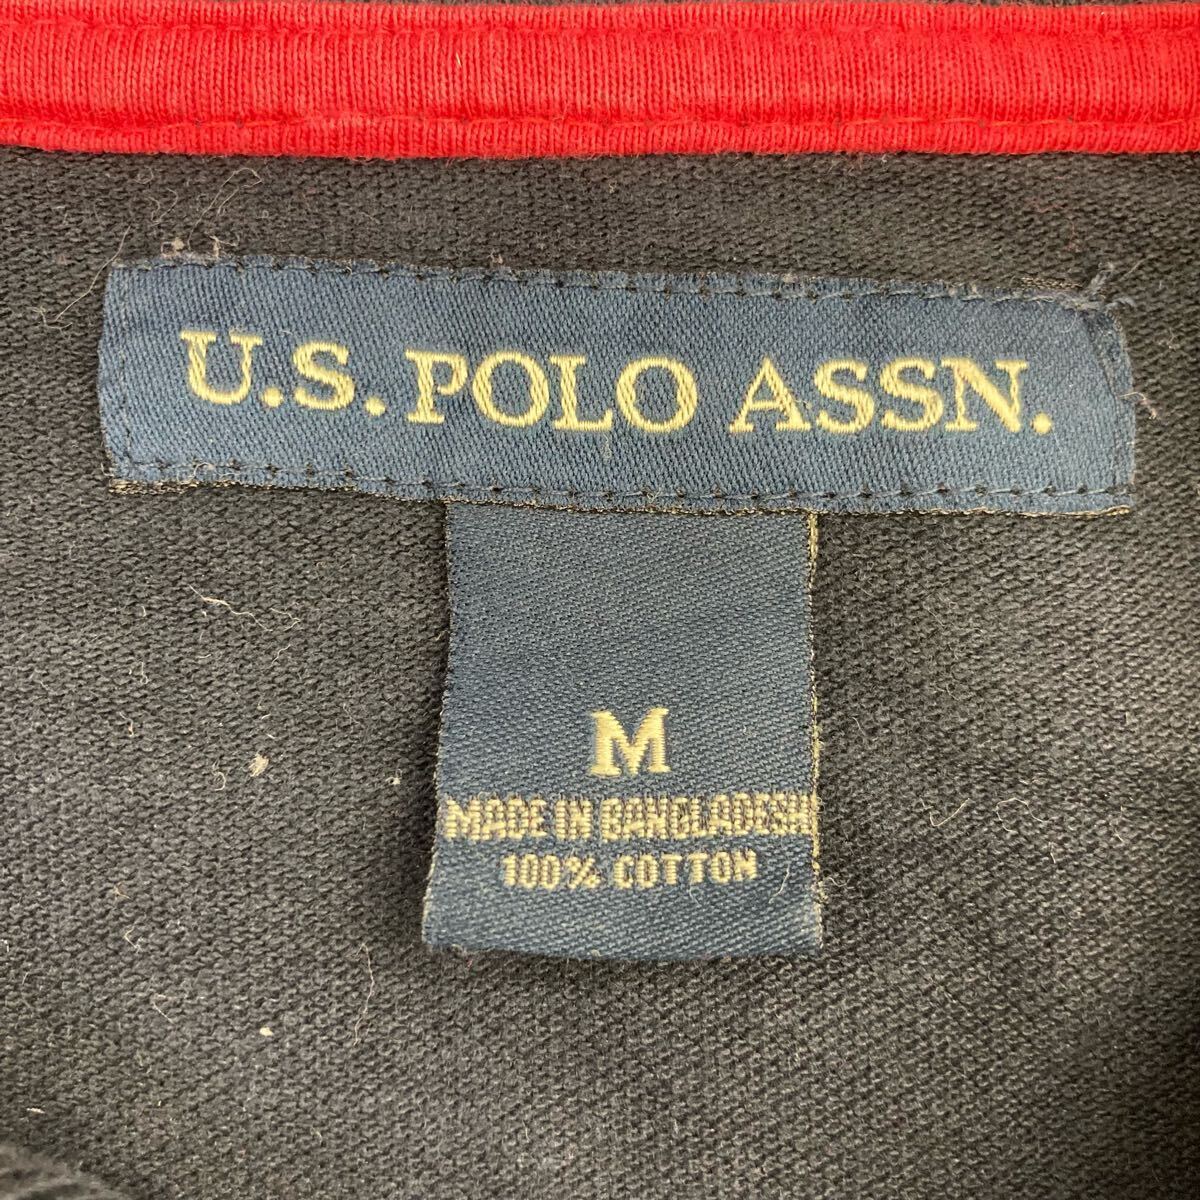 U.S. POLO ASSN.
M
MADE IN BANGLADESH
100% COTTON